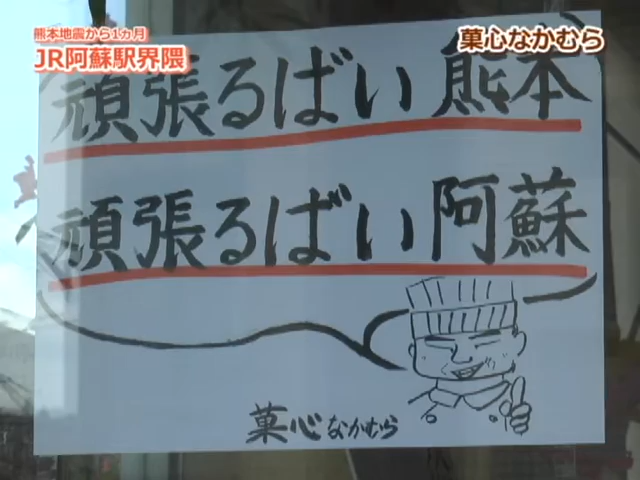 熊本地震から1ヵ月
JR阿蘇駅界隈
菓心なかむら
頑張るばい熊本
頑張るばい阿蘇
菓心なかむら